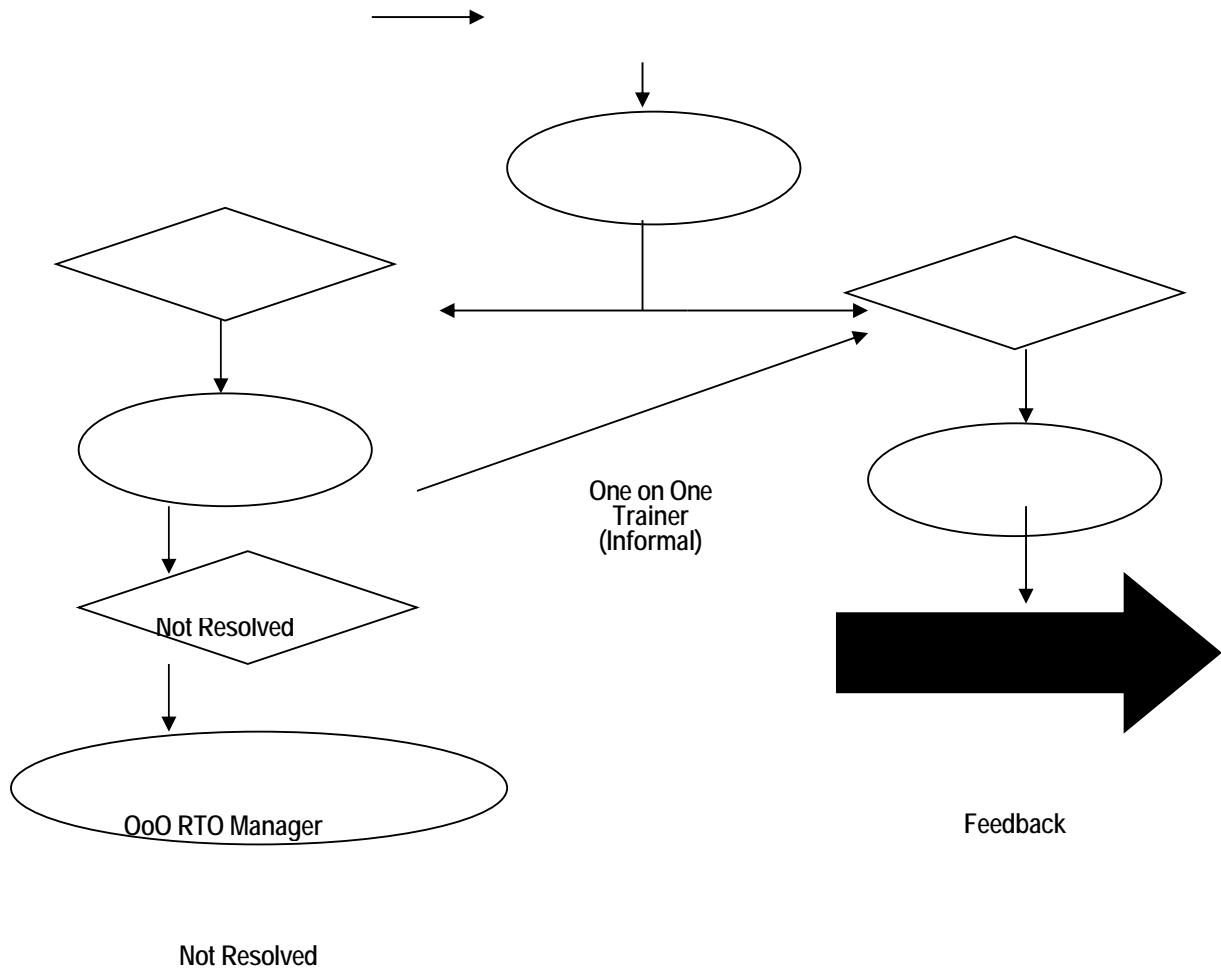 One on One
Trainer
(Informal)
Not Resolved
OoO RTO Manager
Feedback
Not Resolved